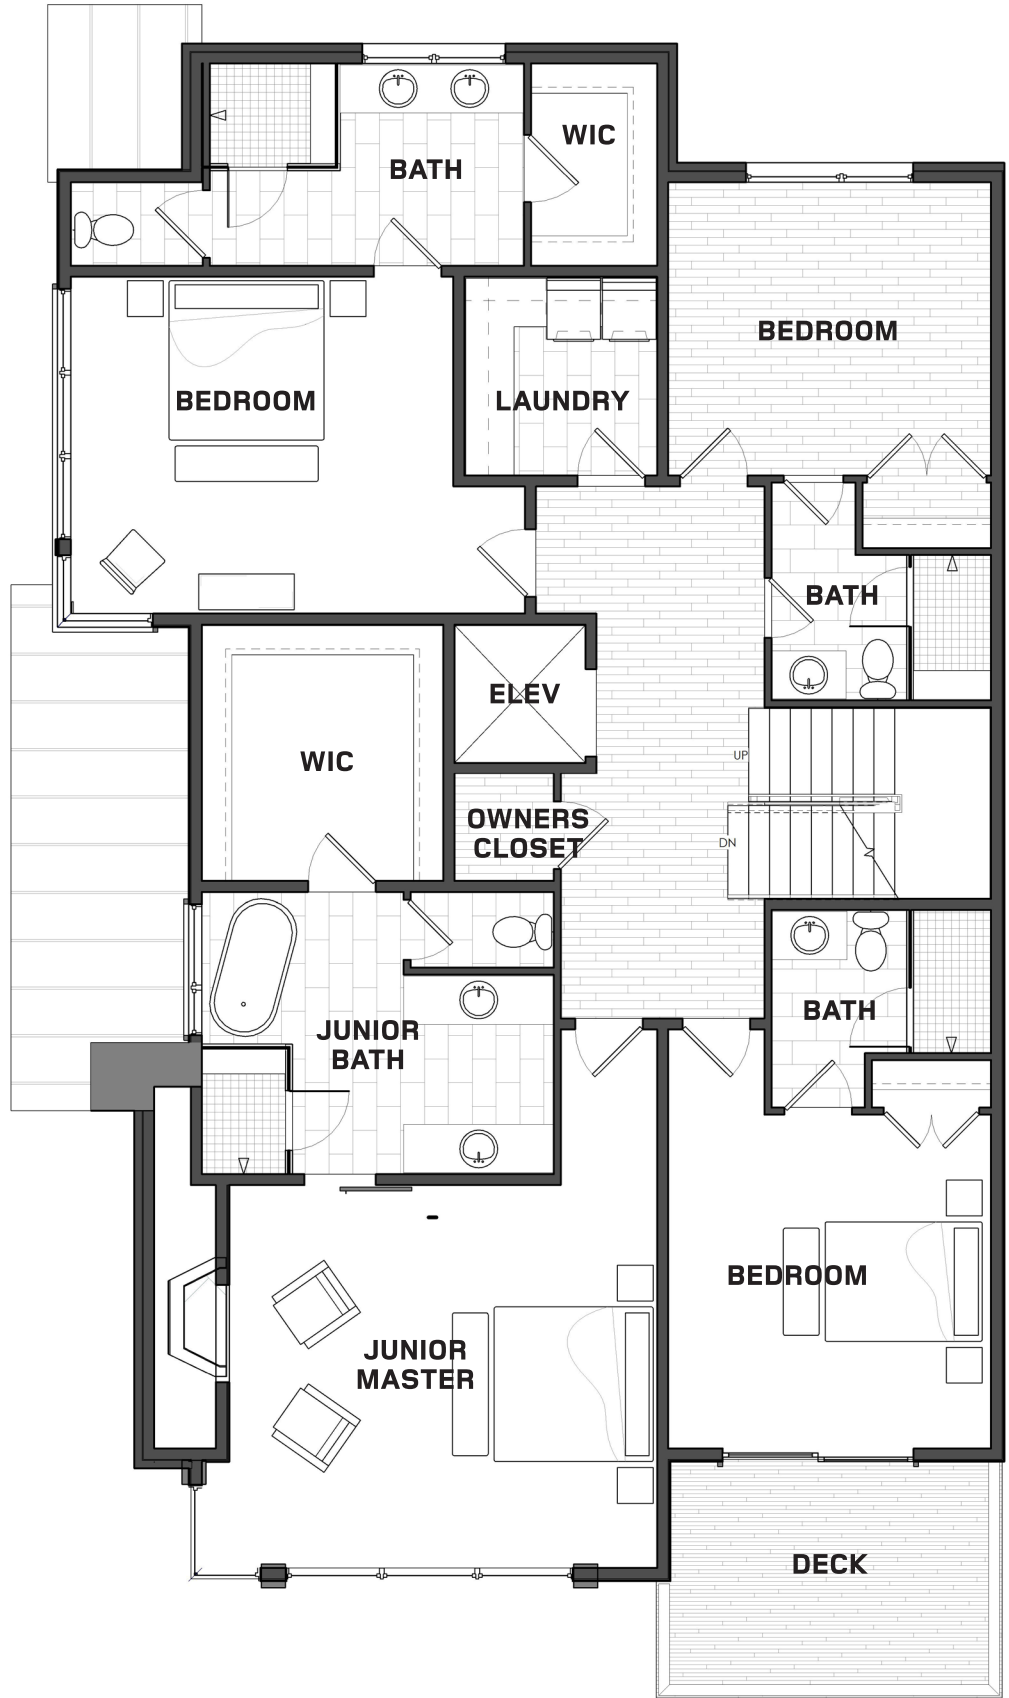 WIC
BATH
BEDROOM
BEDROOM
LAUNDRY
BATH
ELEV
WIC
UP
OWNERS
CLOSET
DN
BATH
JUNIOR
BATH
BEDROOM
JUNIOR
MASTER
DECK